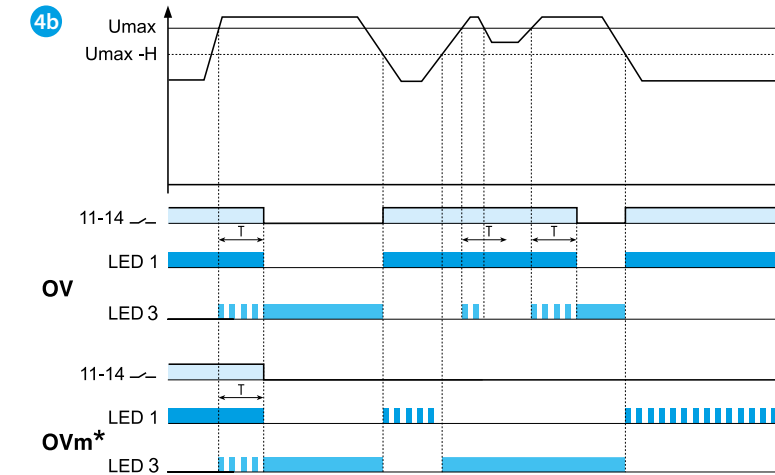 4b
Umax
Umax -H
11-14
T T T
LED 1
OV
LED 3
11-14
T
LED 1
OVm*
LED 3